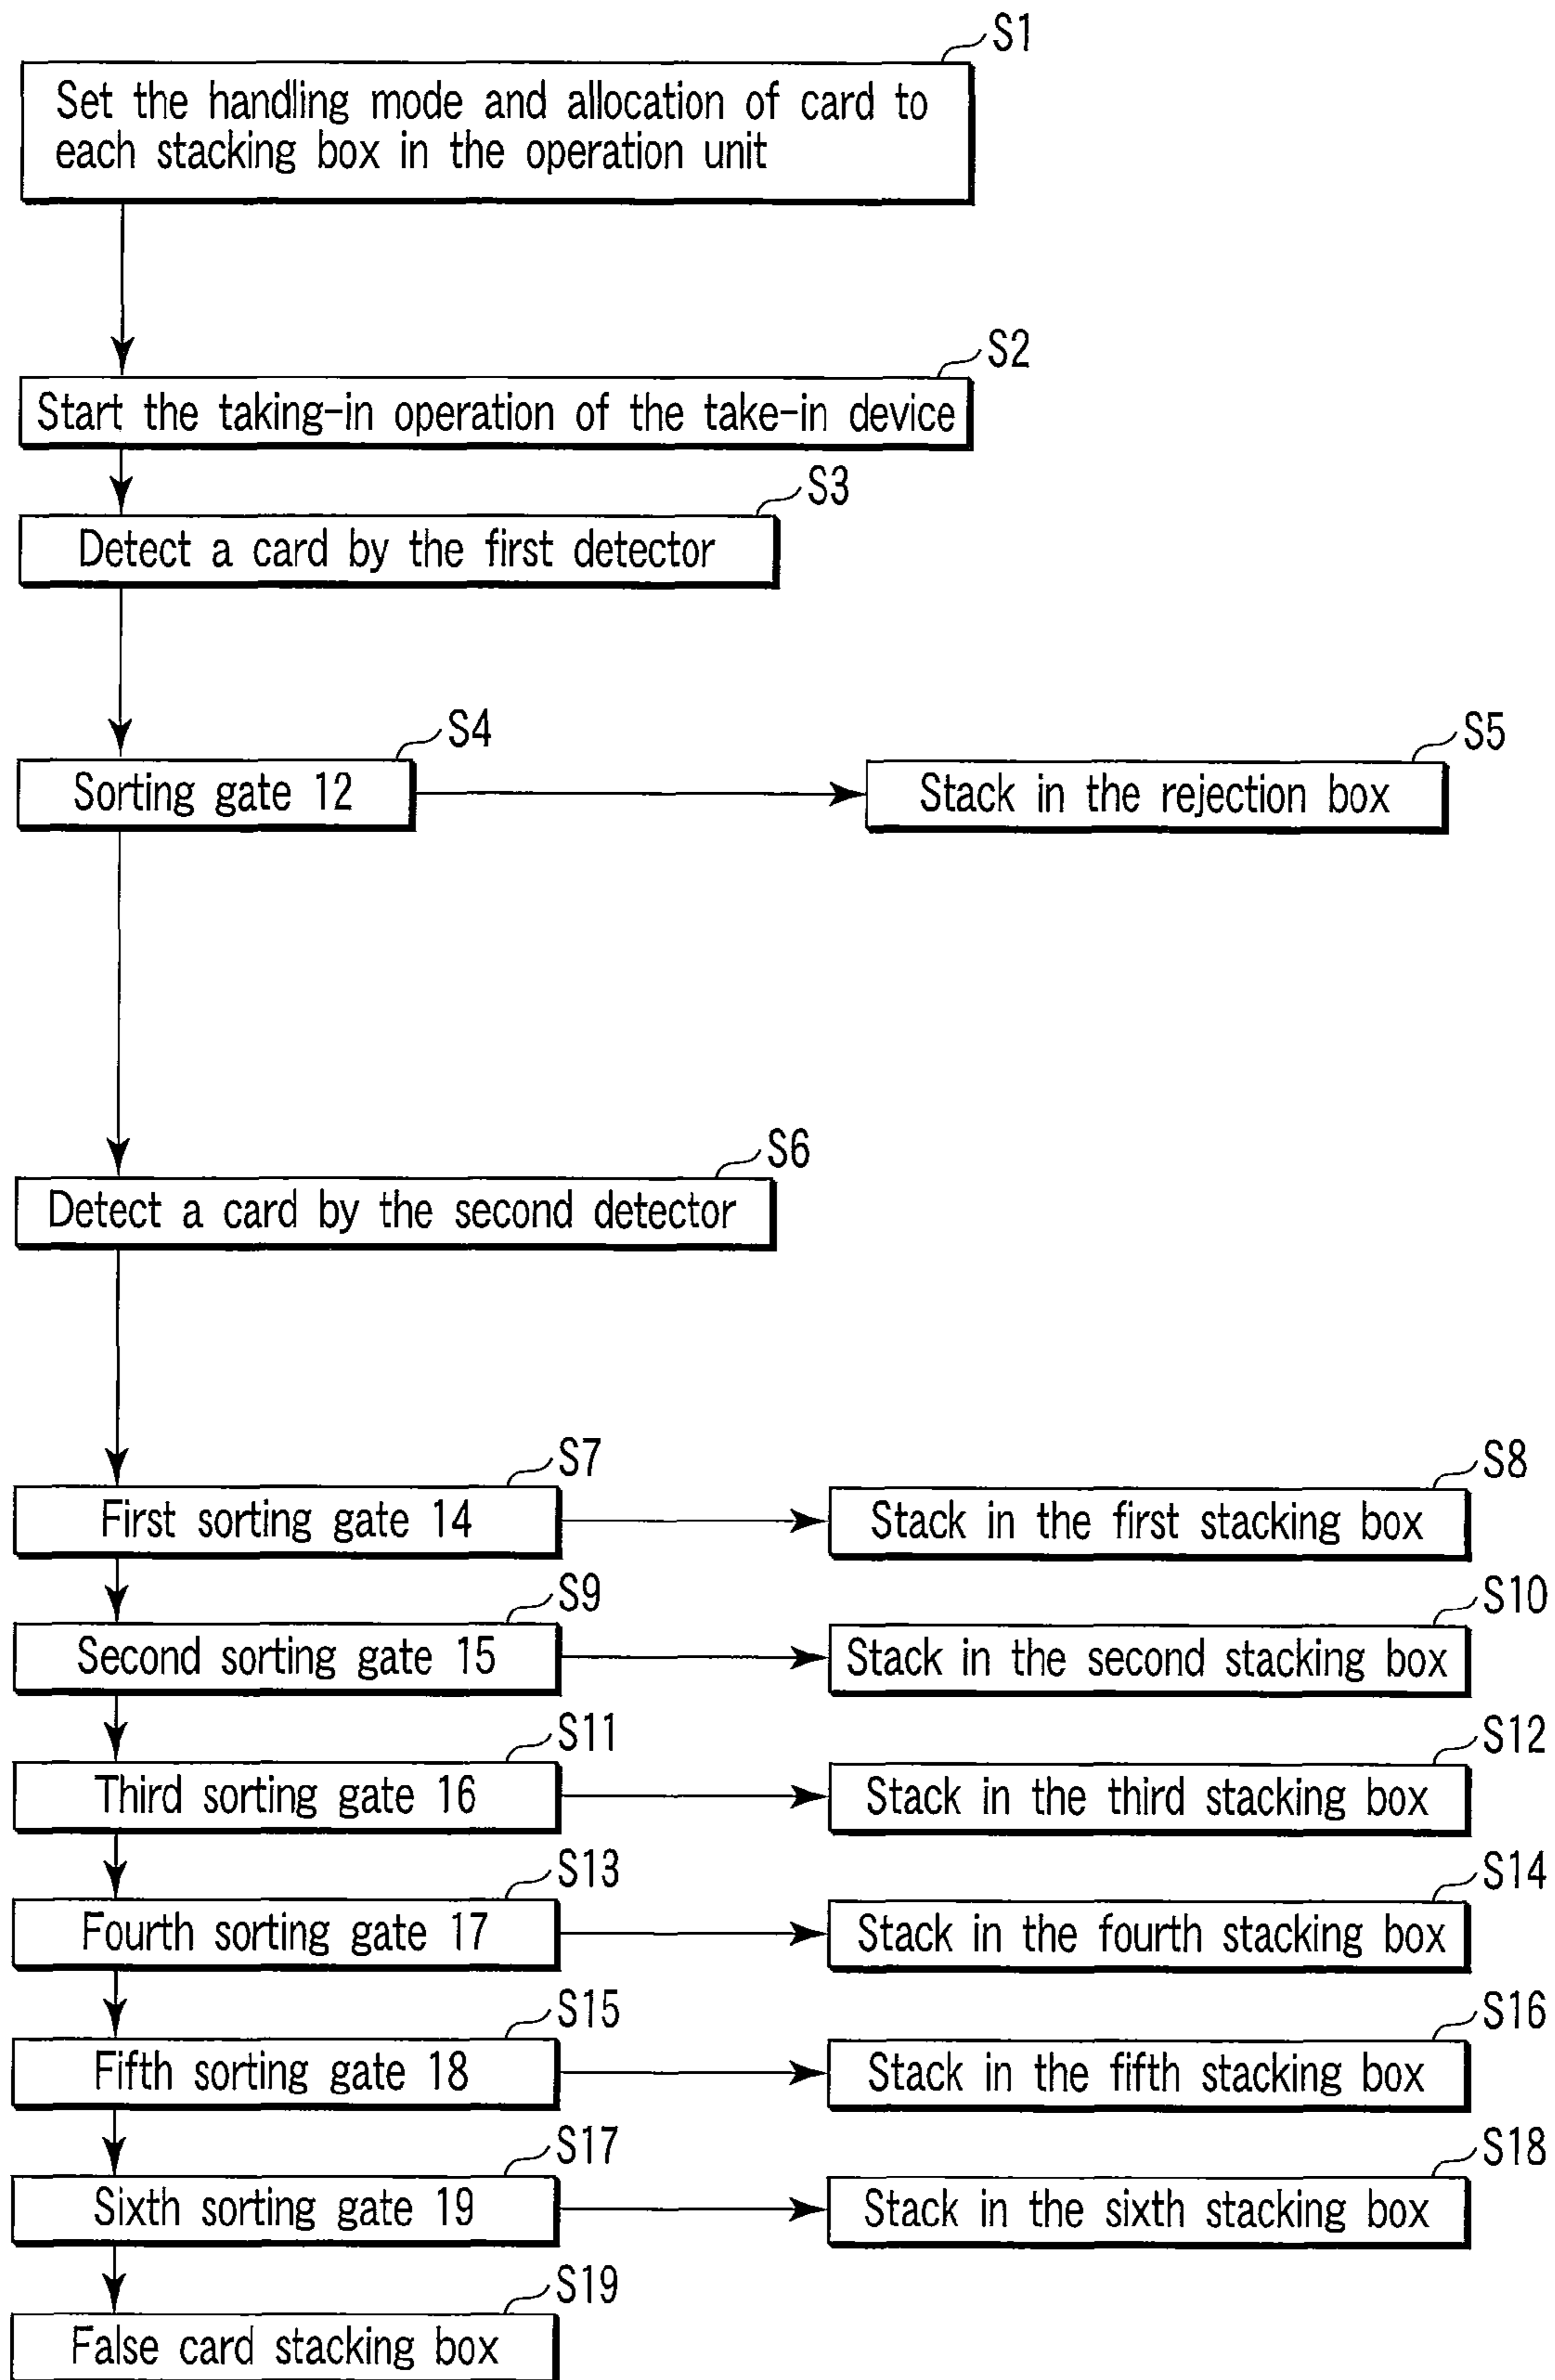 S1
Set the handling mode and allocation of card to
each stacking box in the operation unit
S2
Start the taking-in operation of the take-in device
S3
Detect a card by the first detector
S4
Sorting gate 12
S5
Stack in the rejection box
S6
Detect a card by the second detector
S7
First sorting gate 14
S8
Stack in the first stacking box
S9
Second sorting gate 15
S10
Stack in the second stacking box
S11
Third sorting gate 16
S12
Stack in the third stacking box
S13
Fourth sorting gate 17
S14
Stack in the fourth stacking box
S15
Fifth sorting gate 18
S16
Stack in the fifth stacking box
S17
Sixth sorting gate 19
S18
Stack in the sixth stacking box
S19
False card stacking box